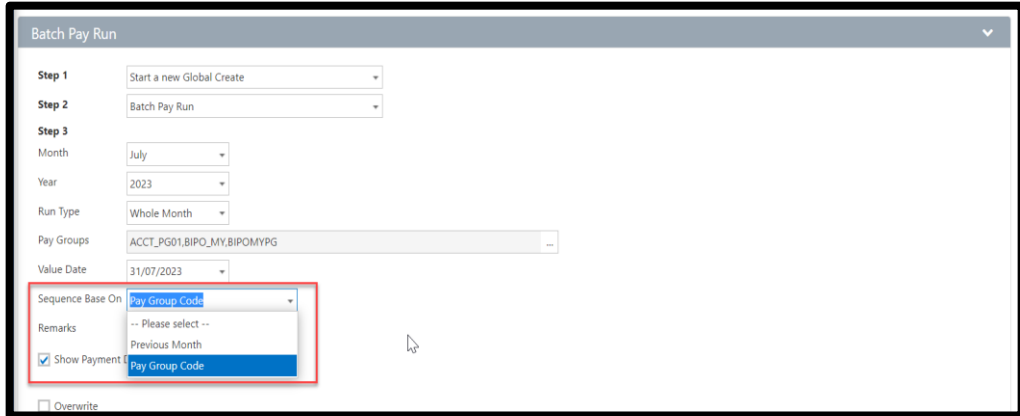 Batch Pay Run
Step 1 Start a new Global Create
Step 2 Batch Pay Run
Step 3
Month July
Year 2023
Run Type Whole Month
Pay Groups ACCT_PG01,BIPO_MY,BIPOMYPG ...
Value Date 31/07/2023
Sequence Base On Pay Group Code
-- Please select --
Remarks
Previous Month
Show Payment
Pay Group Code
Overwrite